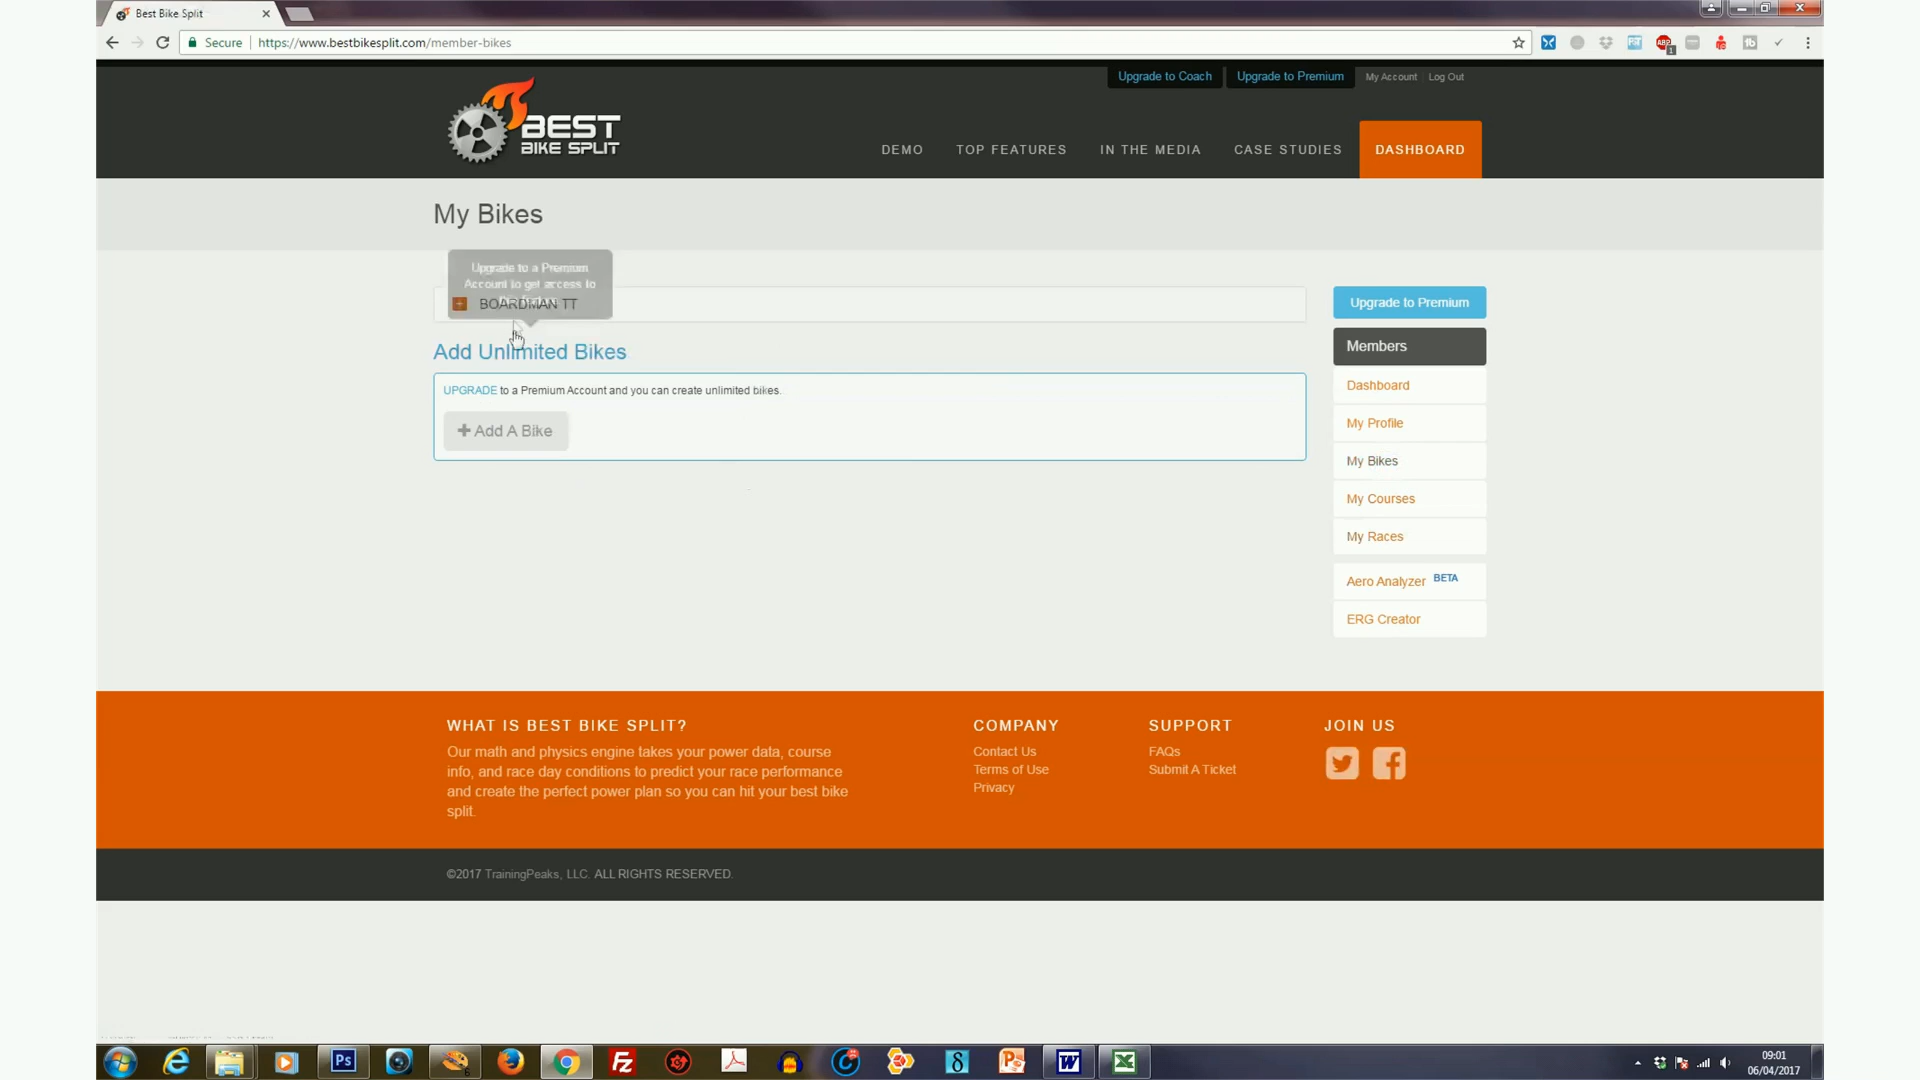 Best Bike Split
Secure
https://www.bestbikesplit.com/member-bikes
Upgrade to Coach
Upgrade to Premium
My Account
Log Out
BEST
BIKE SPLIT
DEMO
TOP FEATURES
IN THE MEDIA
CASE STUDIES
DASHBOARD
My Bikes
Upgrade to a Premium
Account to get access to
BOARDMAN TT
Add Unlimited Bikes
UPGRADE to a Premium Account and you can create unlimited bikes.
Add A Bike
Upgrade to Premium
Members
Dashboard
My Profile
My Bikes
My Courses
My Races
Aero Analyzer BETA
ERG Creator
WHAT IS BEST BIKE SPLIT?
Our math and physics engine takes your power data, course
info, and race day conditions to predict your race performance
and create the perfect power plan so you can hit your best bike
split.
COMPANY
Contact Us
Terms of Use
Privacy
SUPPORT
FAQs
Submit A Ticket
JOIN US
©2017 TrainingPeaks, LLC. ALL RIGHTS RESERVED.
09:01
06/04/2017